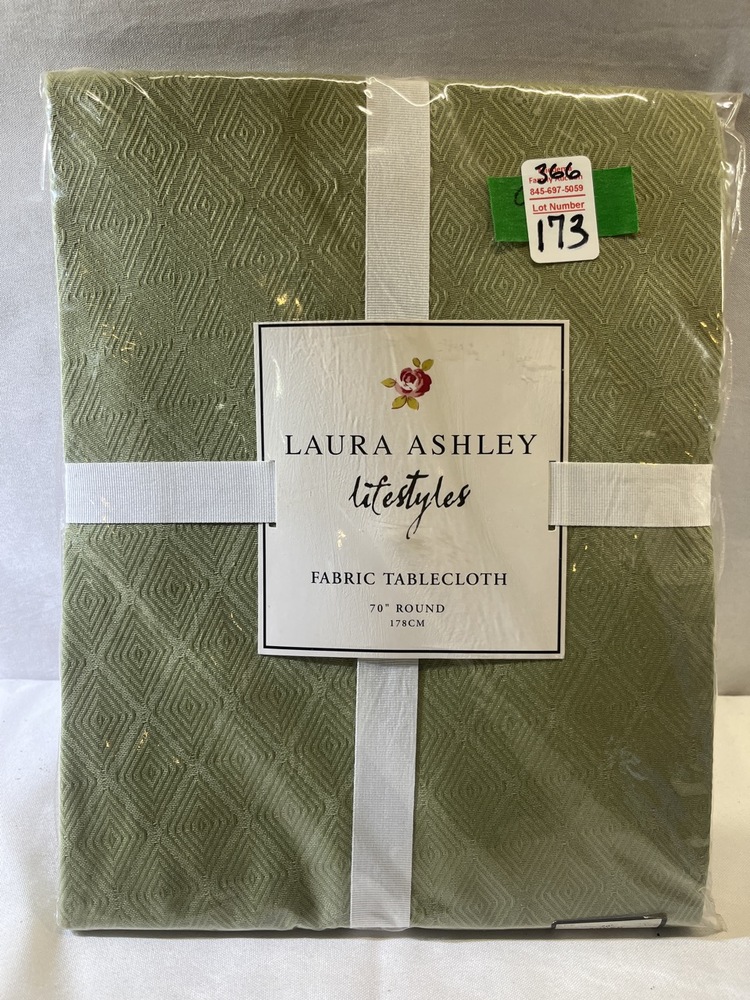 366
845-697-5059
Lot Number
173
LAURA ASHLEY
lifestyles
FABRIC TABLECLOTH
70" ROUND
178CM